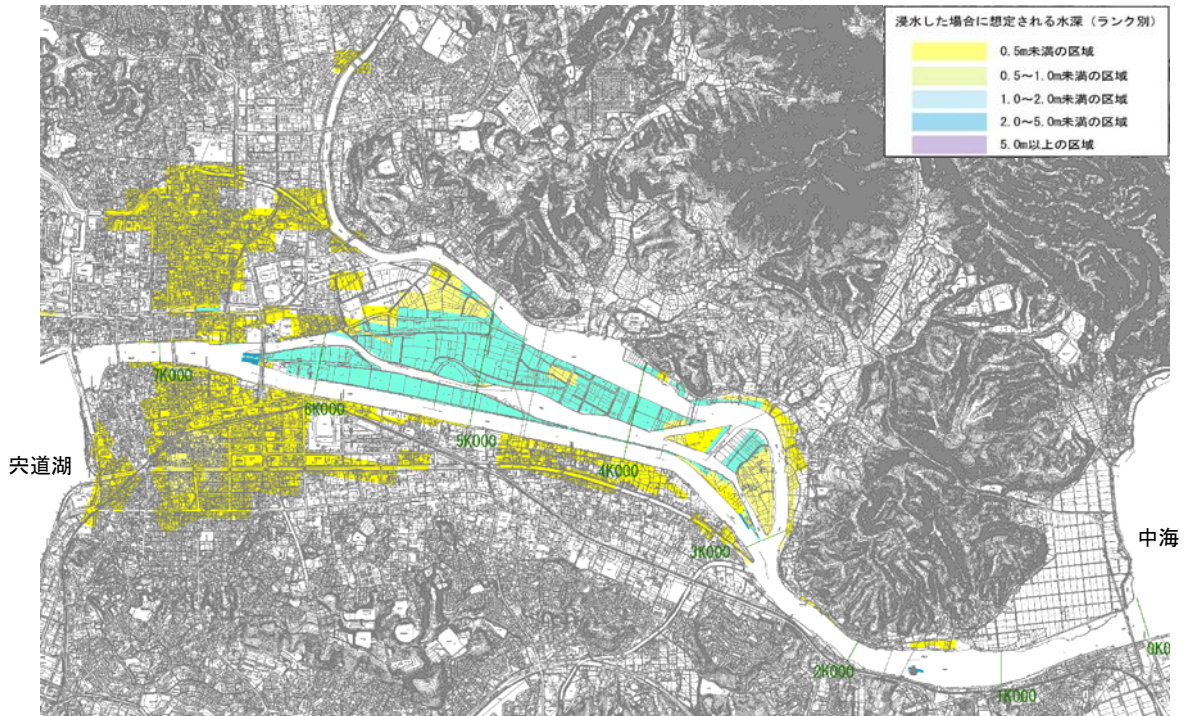 浸水した場合に想定される水深（ランク別）
0.5m未満の区域
0.5～1.0m未満の区域
1.0～2.0m未満の区域
2.0～5.0m未満の区域
5.0m以上の区域
7K000
6K000
5K000
4K000
宍道湖
中海
3K000
2K000
1K000
0K0